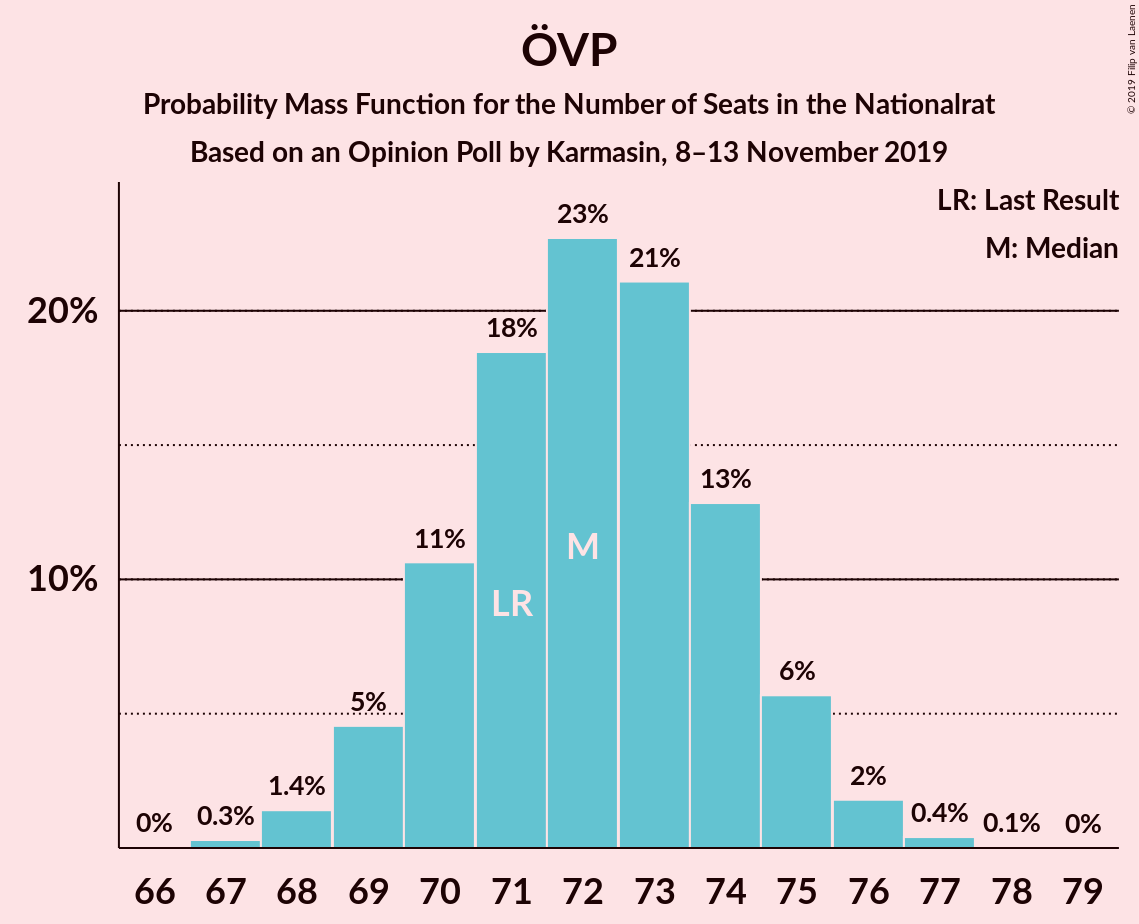 ÖVP
Probability Mass Function for the Number of Seats in the Nationalrat
Based on an Opinion Poll by Karmasin, 8–13 November 2019
© 2019 Filip van Laenen
LR: Last Result
M: Median
20%
10%
0%
0.3%
1.4%
5%
11%
18%
23%
21%
13%
6%
2%
0.4%
0.1%
0%
LR
M
66 67 68 69 70 71 72 73 74 75 76 77 78 79